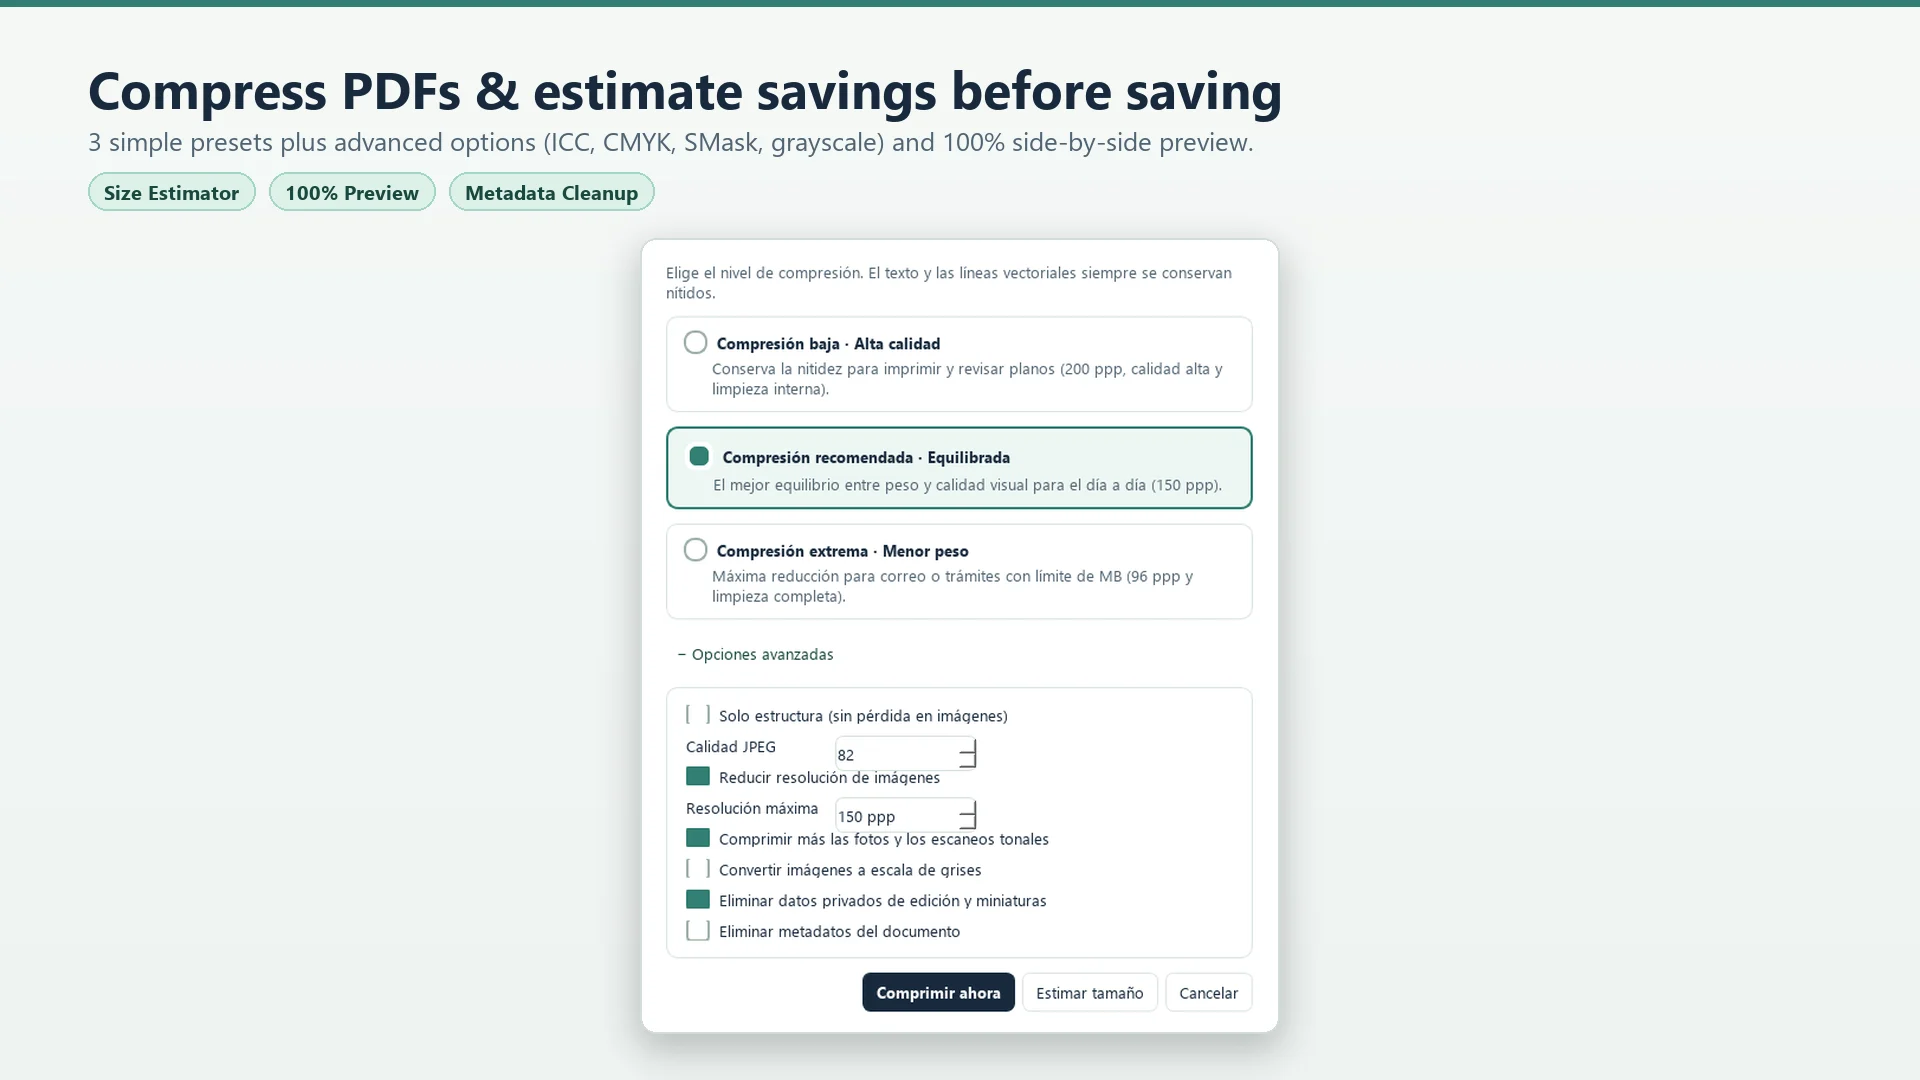 Compress PDFs & estimate savings before saving
3 simple presets plus advanced options (ICC, CMYK, SMask, grayscale) and 100% side-by-side preview.
Size Estimator
100% Preview
Metadata Cleanup
Elige el nivel de compresión. El texto y las líneas vectoriales siempre se conservan
nítidos.
Compresión baja · Alta calidad
Conserva la nitidez para imprimir y revisar planos (200 ppp, calidad alta y
limpieza interna).
Compresión recomendada · Equilibrada
El mejor equilibrio entre peso y calidad visual para el día a día (150 ppp).
Compresión extrema · Menor peso
Máxima reducción para correo o trámites con límite de MB (96 ppp y
limpieza completa).
− Opciones avanzadas
Solo estructura (sin pérdida en imágenes)
Calidad JPEG 82
Reducir resolución de imágenes
Resolución máxima 150 ppp
Comprimir más las fotos y los escaneos tonales
Convertir imágenes a escala de grises
Eliminar datos privados de edición y miniaturas
Eliminar metadatos del documento
Comprimir ahora
Estimar tamaño
Cancelar